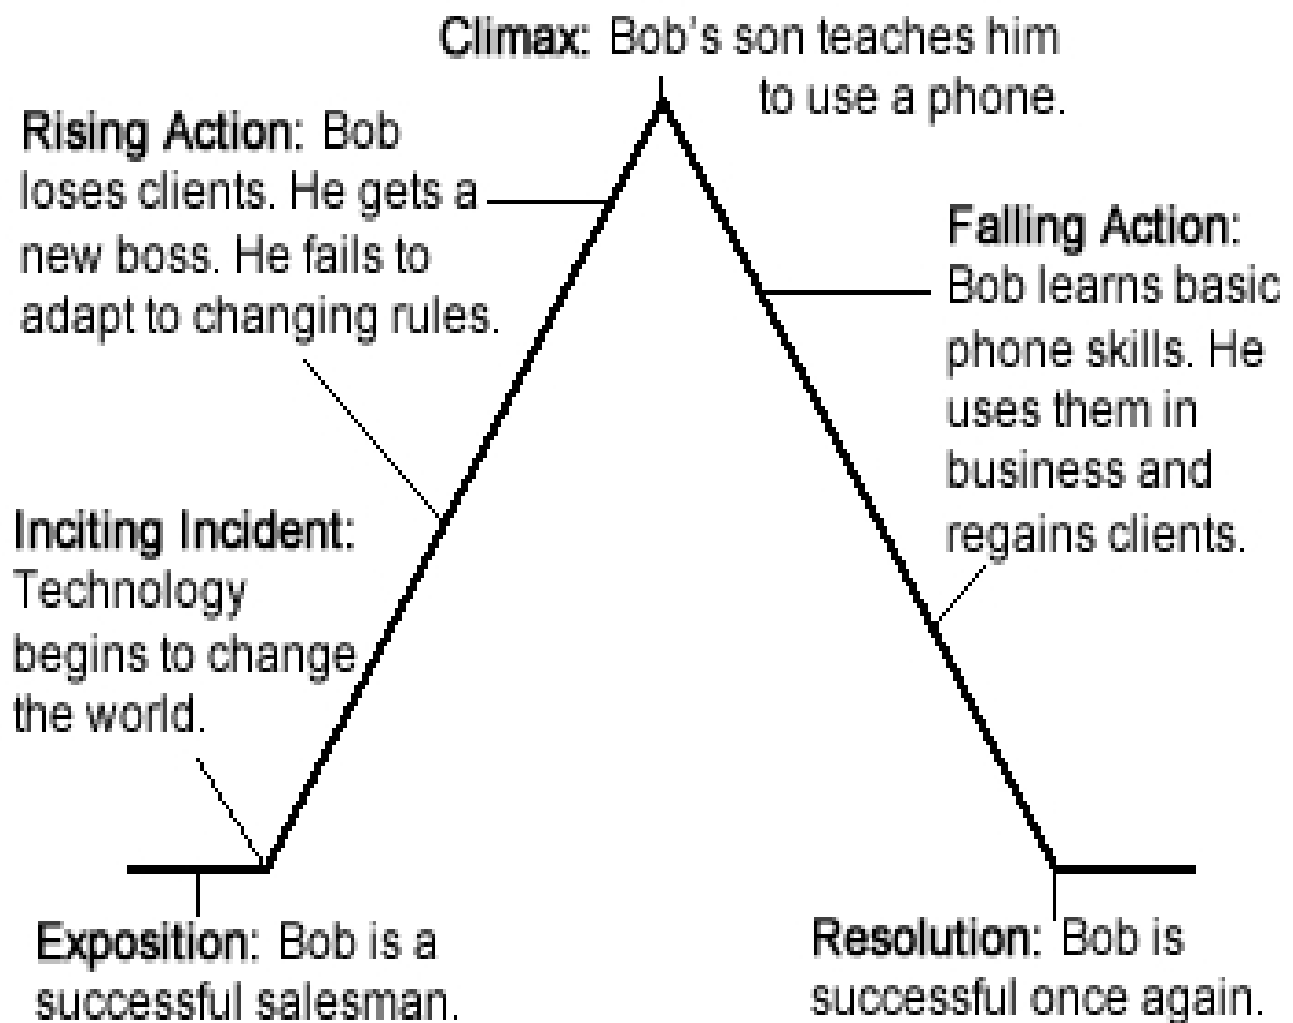 Climax: Bob's son teaches him
to use a phone.
Rising Action: Bob
loses clients. He gets a
new boss. He fails to
adapt to changing rules.
Falling Action:
Bob learns basic
phone skills. He
uses them in
business and
regains clients.
Inciting Incident:
Technology
begins to change
the world.
Exposition: Bob is a
successful salesman.
Resolution: Bob is
successful once again.